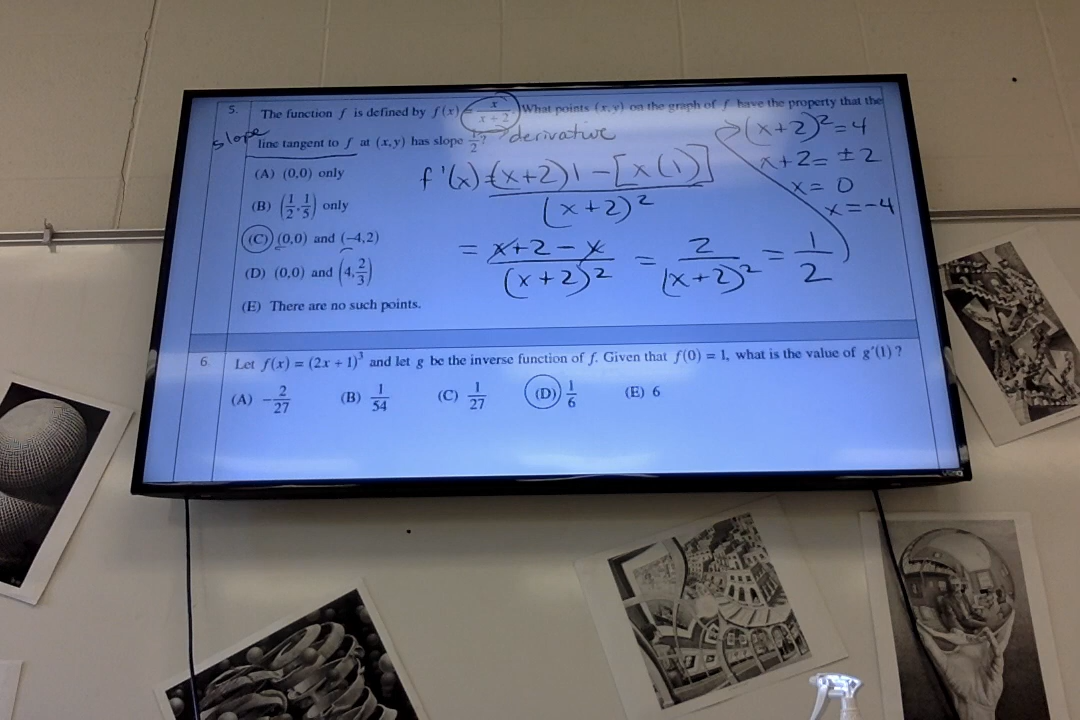 5. The function f is defined by f(x) = x/(x + 2). What points (x, y) on the graph of f have the property that the
slope
line tangent to f at (x, y) has slope 1/2?
derivative
(A) (0,0) only
(B) (1/2, 1/5) only
(C) (0,0) and (−4,2)
(D) (0,0) and (4, 2/3)
(E) There are no such points.
f'(x) = (x+2)1 − [x(1)] / (x+2)²
= x+2−x / (x+2)² = 2 / (x+2)² = 1/2
(x+2)² = 4
x+2 = ±2
x = 0
x = −4
6. Let f(x) = (2x + 1)³ and let g be the inverse function of f. Given that f(0) = 1, what is the value of g'(1)?
(A) −2/27 (B) 1/54 (C) 1/27 (D) 1/6 (E) 6